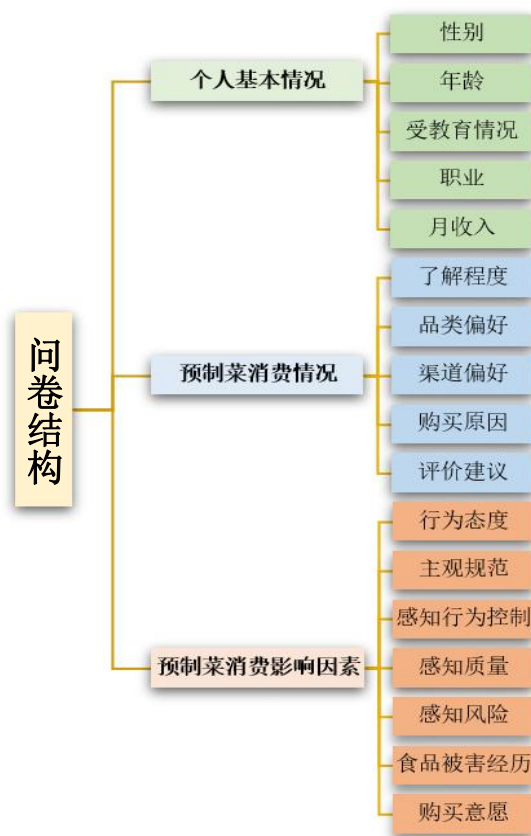 问卷结构
个人基本情况
性别
年龄
受教育情况
职业
月收入
预制菜消费情况
了解程度
品类偏好
渠道偏好
购买原因
评价建议
预制菜消费影响因素
行为态度
主观规范
感知行为控制
感知质量
感知风险
食品被害经历
购买意愿